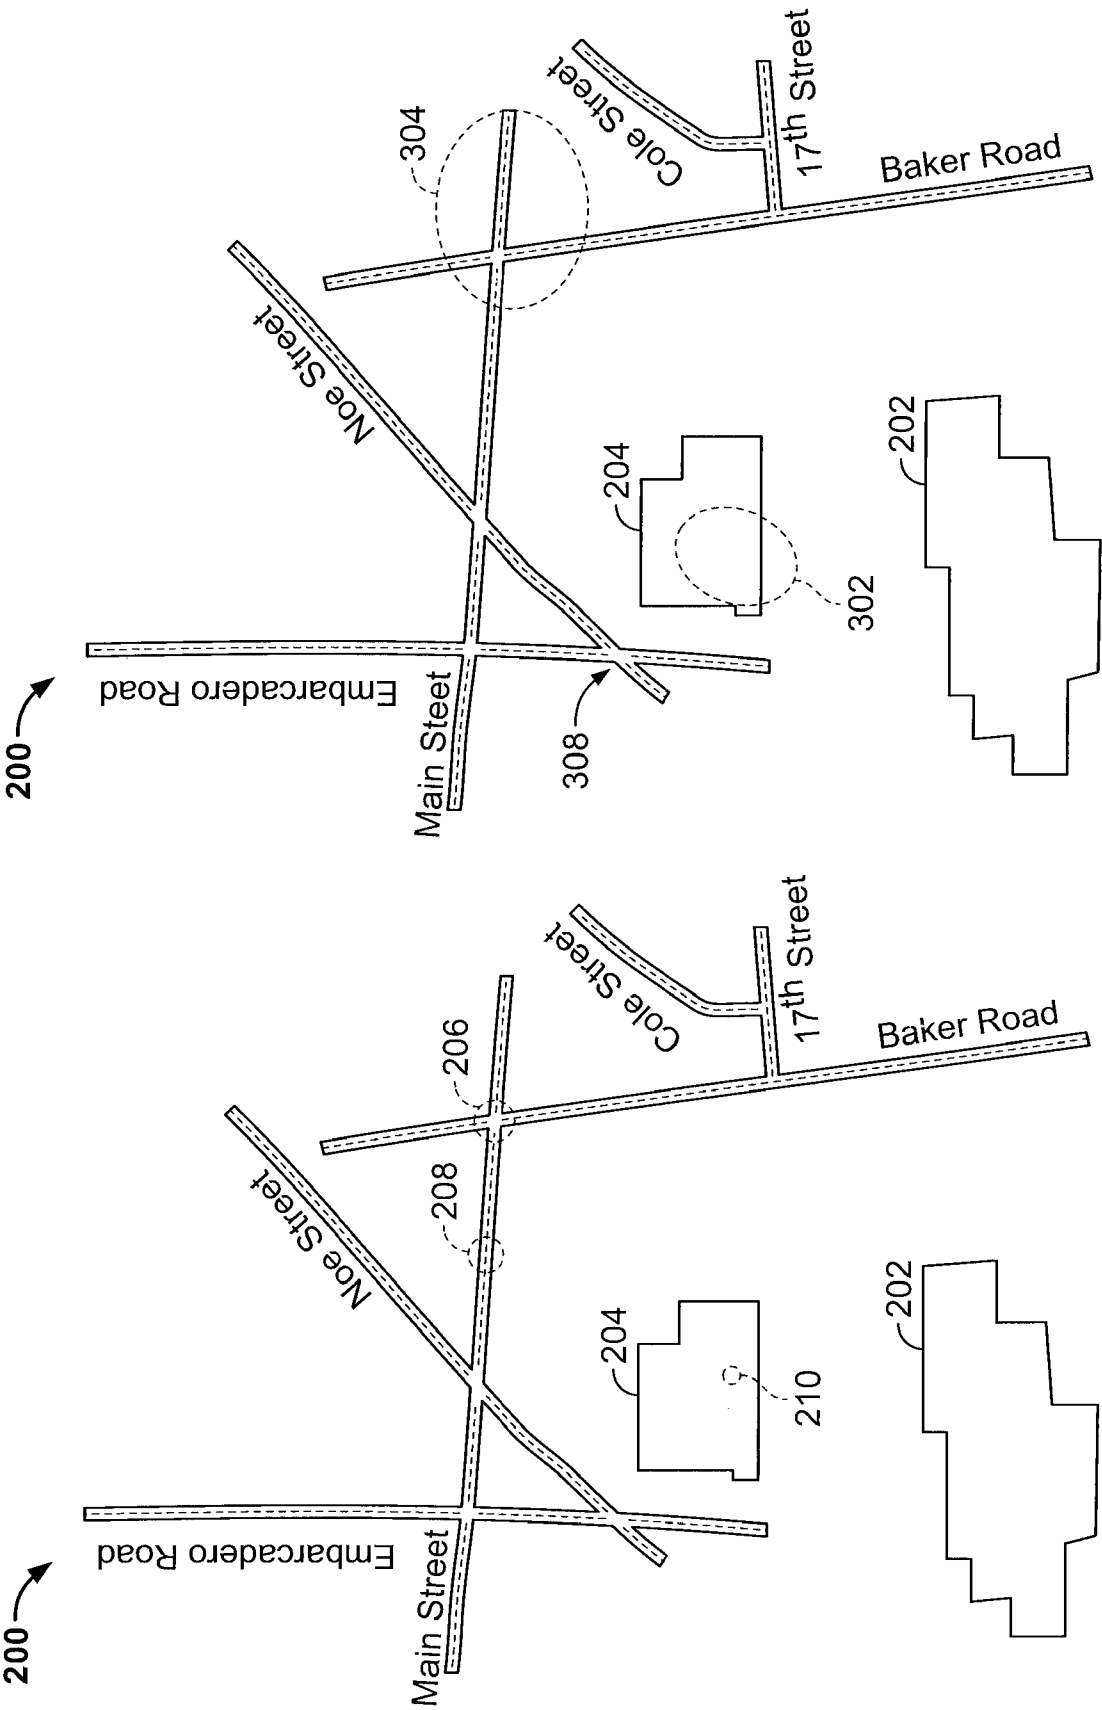 200
Embarcadero Road
Main Street
Noe Street
208
206
Cole Street
17th Street
Baker Road
204
210
202
200
Embarcadero Road
Main Steet
Noe Street
304
Cole Street
17th Street
Baker Road
308
204
302
202